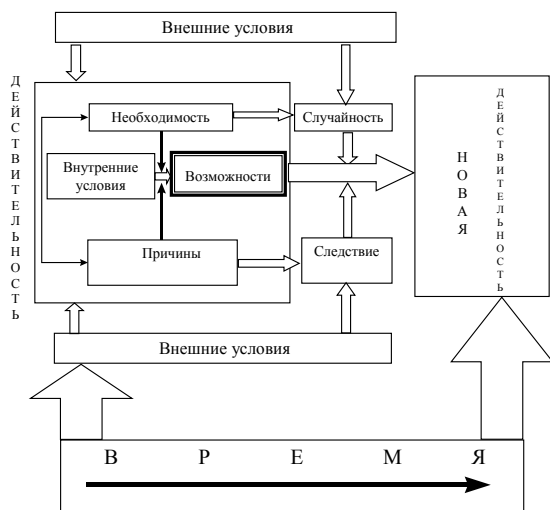 Внешние условия
ДЕЙСТВИТЕЛЬНОСТЬ
Необходимость
Случайность
Внутренние
условия
Возможности
Причины
Следствие
НОВАЯ
ДЕЙСТВИТЕЛЬНОСТЬ
Внешние условия
В Р Е М Я